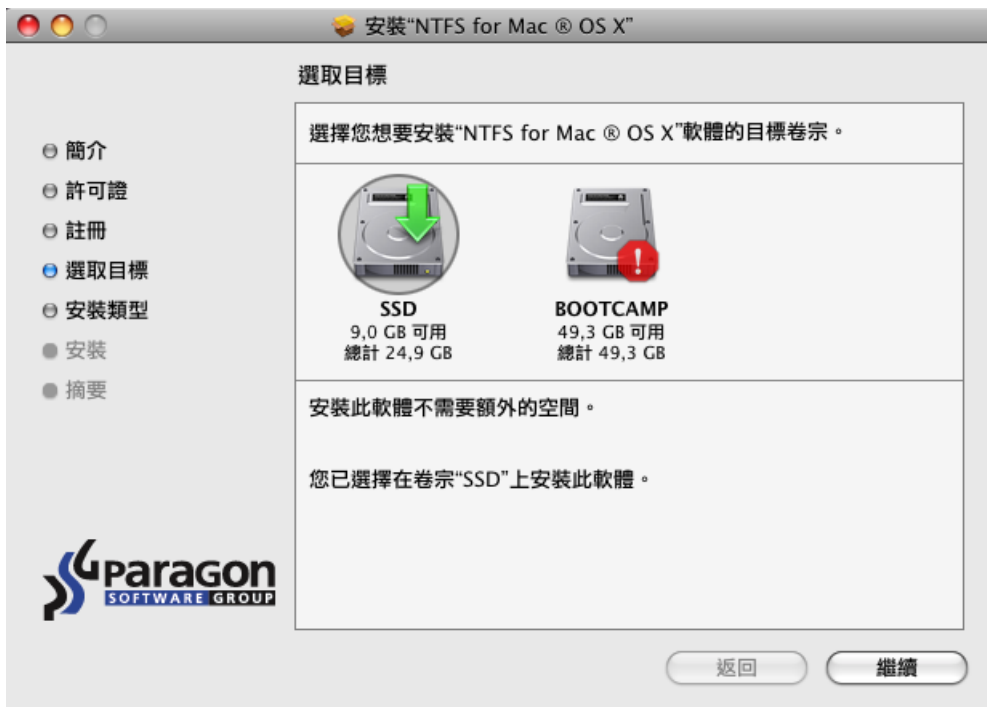 安裝“NTFS for Mac ® OS X”
選取目標
簡介
許可證
註冊
選取目標
安裝類型
安裝
摘要
選擇您想要安裝“NTFS for Mac ® OS X”軟體的目標卷宗。
SSD
9,0 GB 可用
總計 24,9 GB
BOOTCAMP
49,3 GB 可用
總計 49,3 GB
安裝此軟體不需要額外的空間。
您已選擇在卷宗“SSD”上安裝此軟體。
paragon
SOFTWARE GROUP
返回
繼續